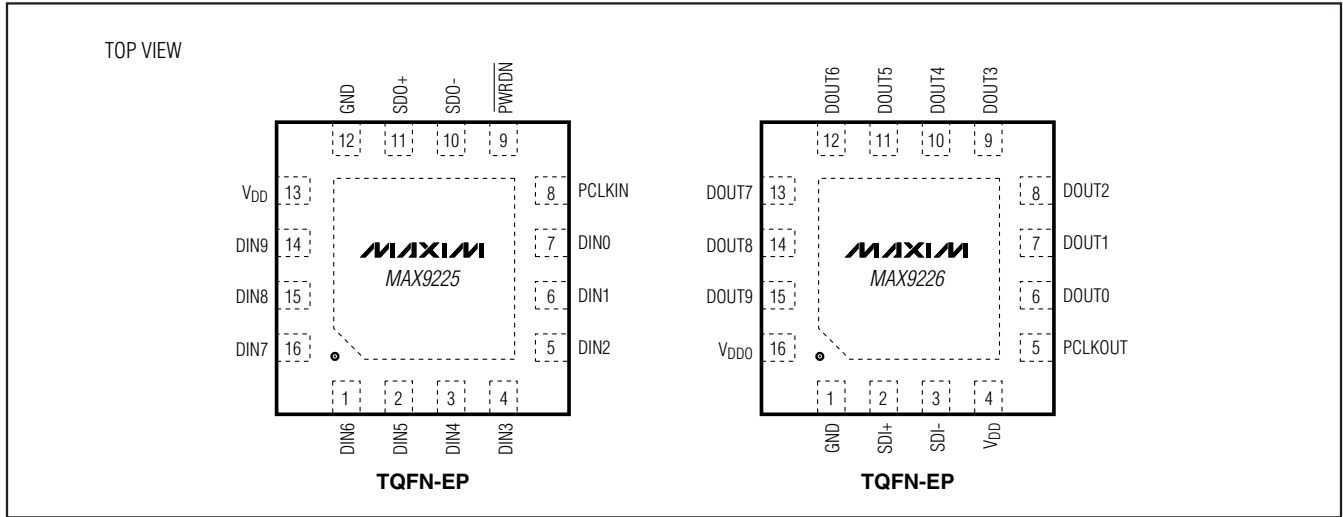 TOP VIEW
GND SDO+ SDO- PWRDN
12 11 10 9
VDD 13 8 PCLKIN
DIN9 14 7 DIN0
DIN8 15 6 DIN1
DIN7 16 5 DIN2
MAXIM
MAX9225
1 2 3 4
DIN6 DIN5 DIN4 DIN3
TQFN-EP
DOUT6 DOUT5 DOUT4 DOUT3
12 11 10 9
DOUT7 13 8 DOUT2
DOUT8 14 7 DOUT1
DOUT9 15 6 DOUT0
VDDO 16 5 PCLKOUT
MAXIM
MAX9226
1 2 3 4
GND SDI+ SDI- VDD
TQFN-EP